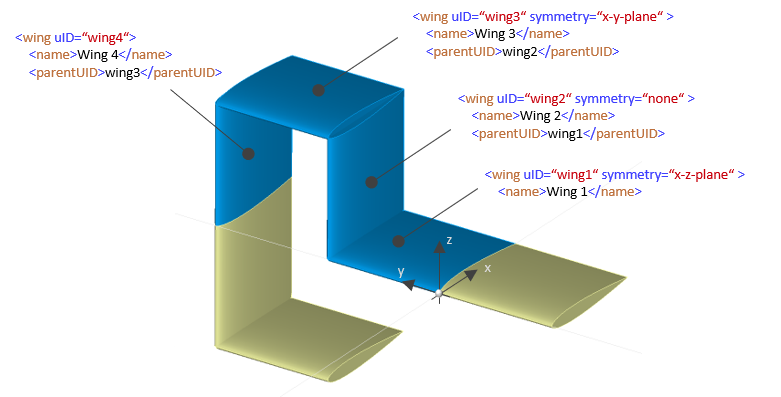 <wing uID="wing4“>
<name>Wing 4</name>
<parentUID>wing3</parentUID>
<wing uID=“wing3“ symmetry=“x-y-plane“ >
<name>Wing 3</name>
<parentUID>wing2</parentUID>
<wing uID=“wing2“ symmetry=“none“ >
<name>Wing 2</name>
<parentUID>wing1</parentUID>
<wing uID=“wing1“ symmetry=“x-z-plane“ >
<name>Wing 1</name>
z
y
x